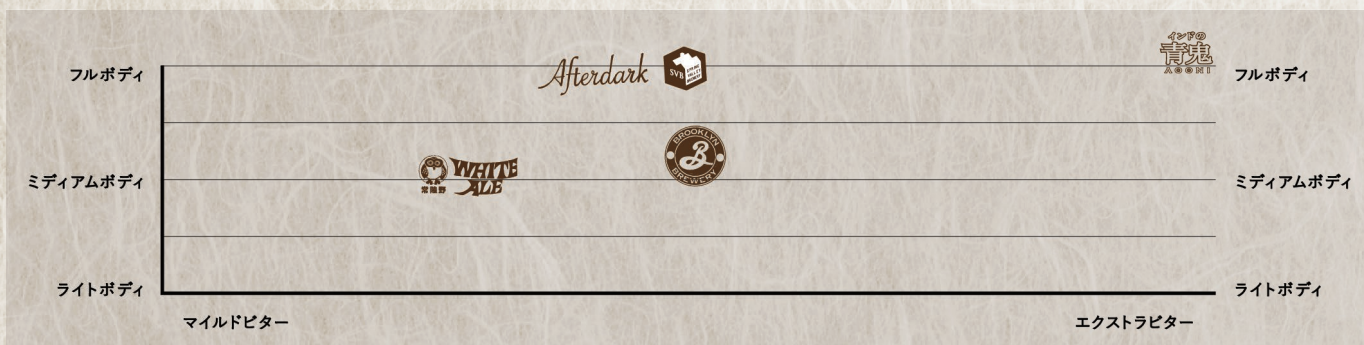 インドの
青鬼
AOONI
フルボディ
Afterdark
SVB
フルボディ
BROOKLYN
B
BREWERY
ミディアムボディ
常陸野
WHITE
ALE
ミディアムボディ
ライトボディ
ライトボディ
マイルドビター
エクストラビター